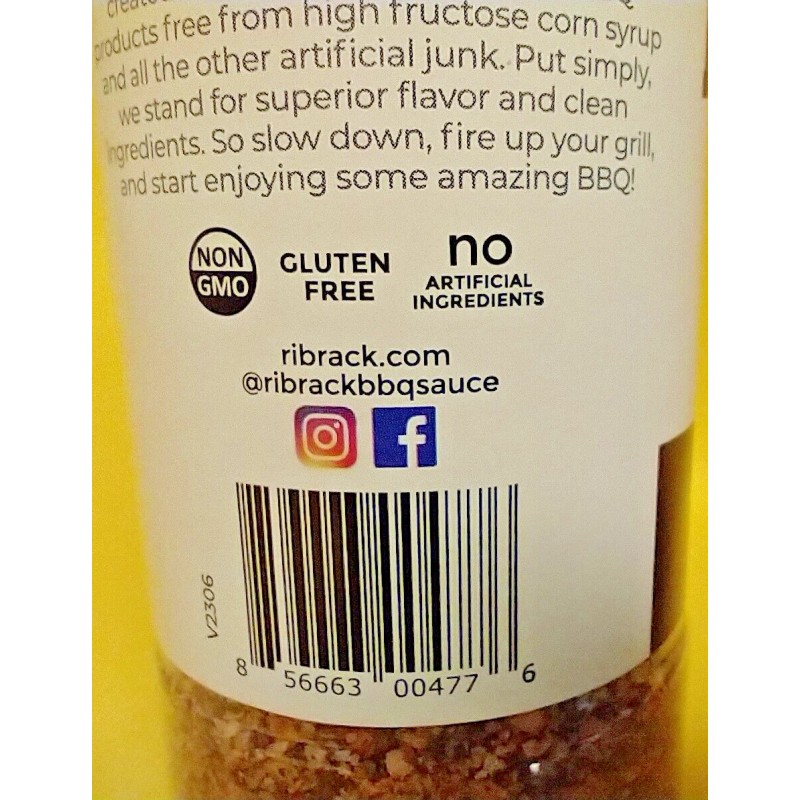 products free from high fructose corn syrup
and all the other artificial junk. Put simply,
we stand for superior flavor and clean
ingredients. So slow down, fire up your grill,
and start enjoying some amazing BBQ!
NON
GMO
GLUTEN
FREE
no
ARTIFICIAL
INGREDIENTS
ribrack.com
@ribrackbbqsauce
V2306
8 56663 00477 6